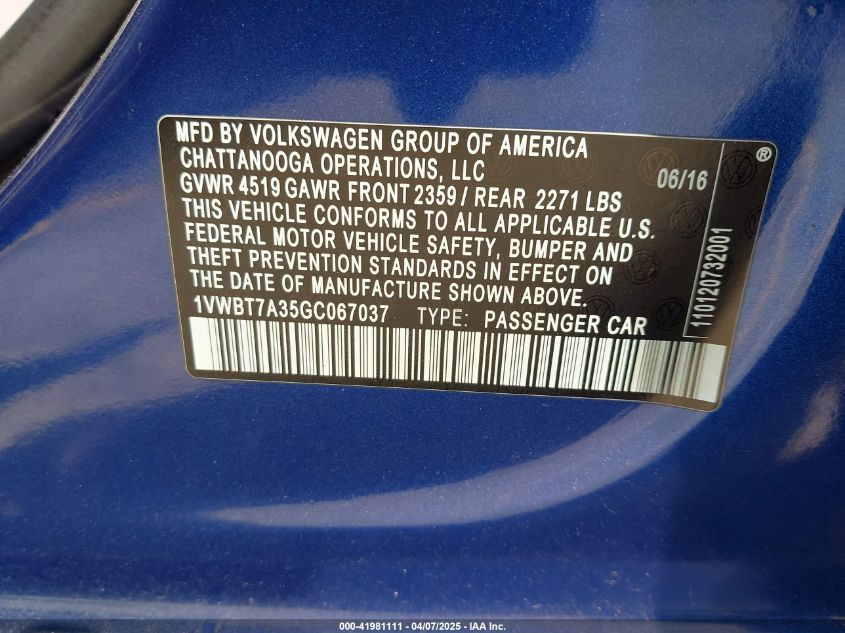 MFD BY VOLKSWAGEN GROUP OF AMERICA
CHATTANOOGA OPERATIONS, LLC
06/16
GVWR 4519 GAWR FRONT 2359 / REAR 2271 LBS
THIS VEHICLE CONFORMS TO ALL APPLICABLE U.S.
FEDERAL MOTOR VEHICLE SAFETY, BUMPER AND
THEFT PREVENTION STANDARDS IN EFFECT ON
THE DATE OF MANUFACTURE SHOWN ABOVE.
1VWBT7A35GC067037 TYPE: PASSENGER CAR
110120732001
®
000-41981111 - 04/07/2025 - IAA Inc.